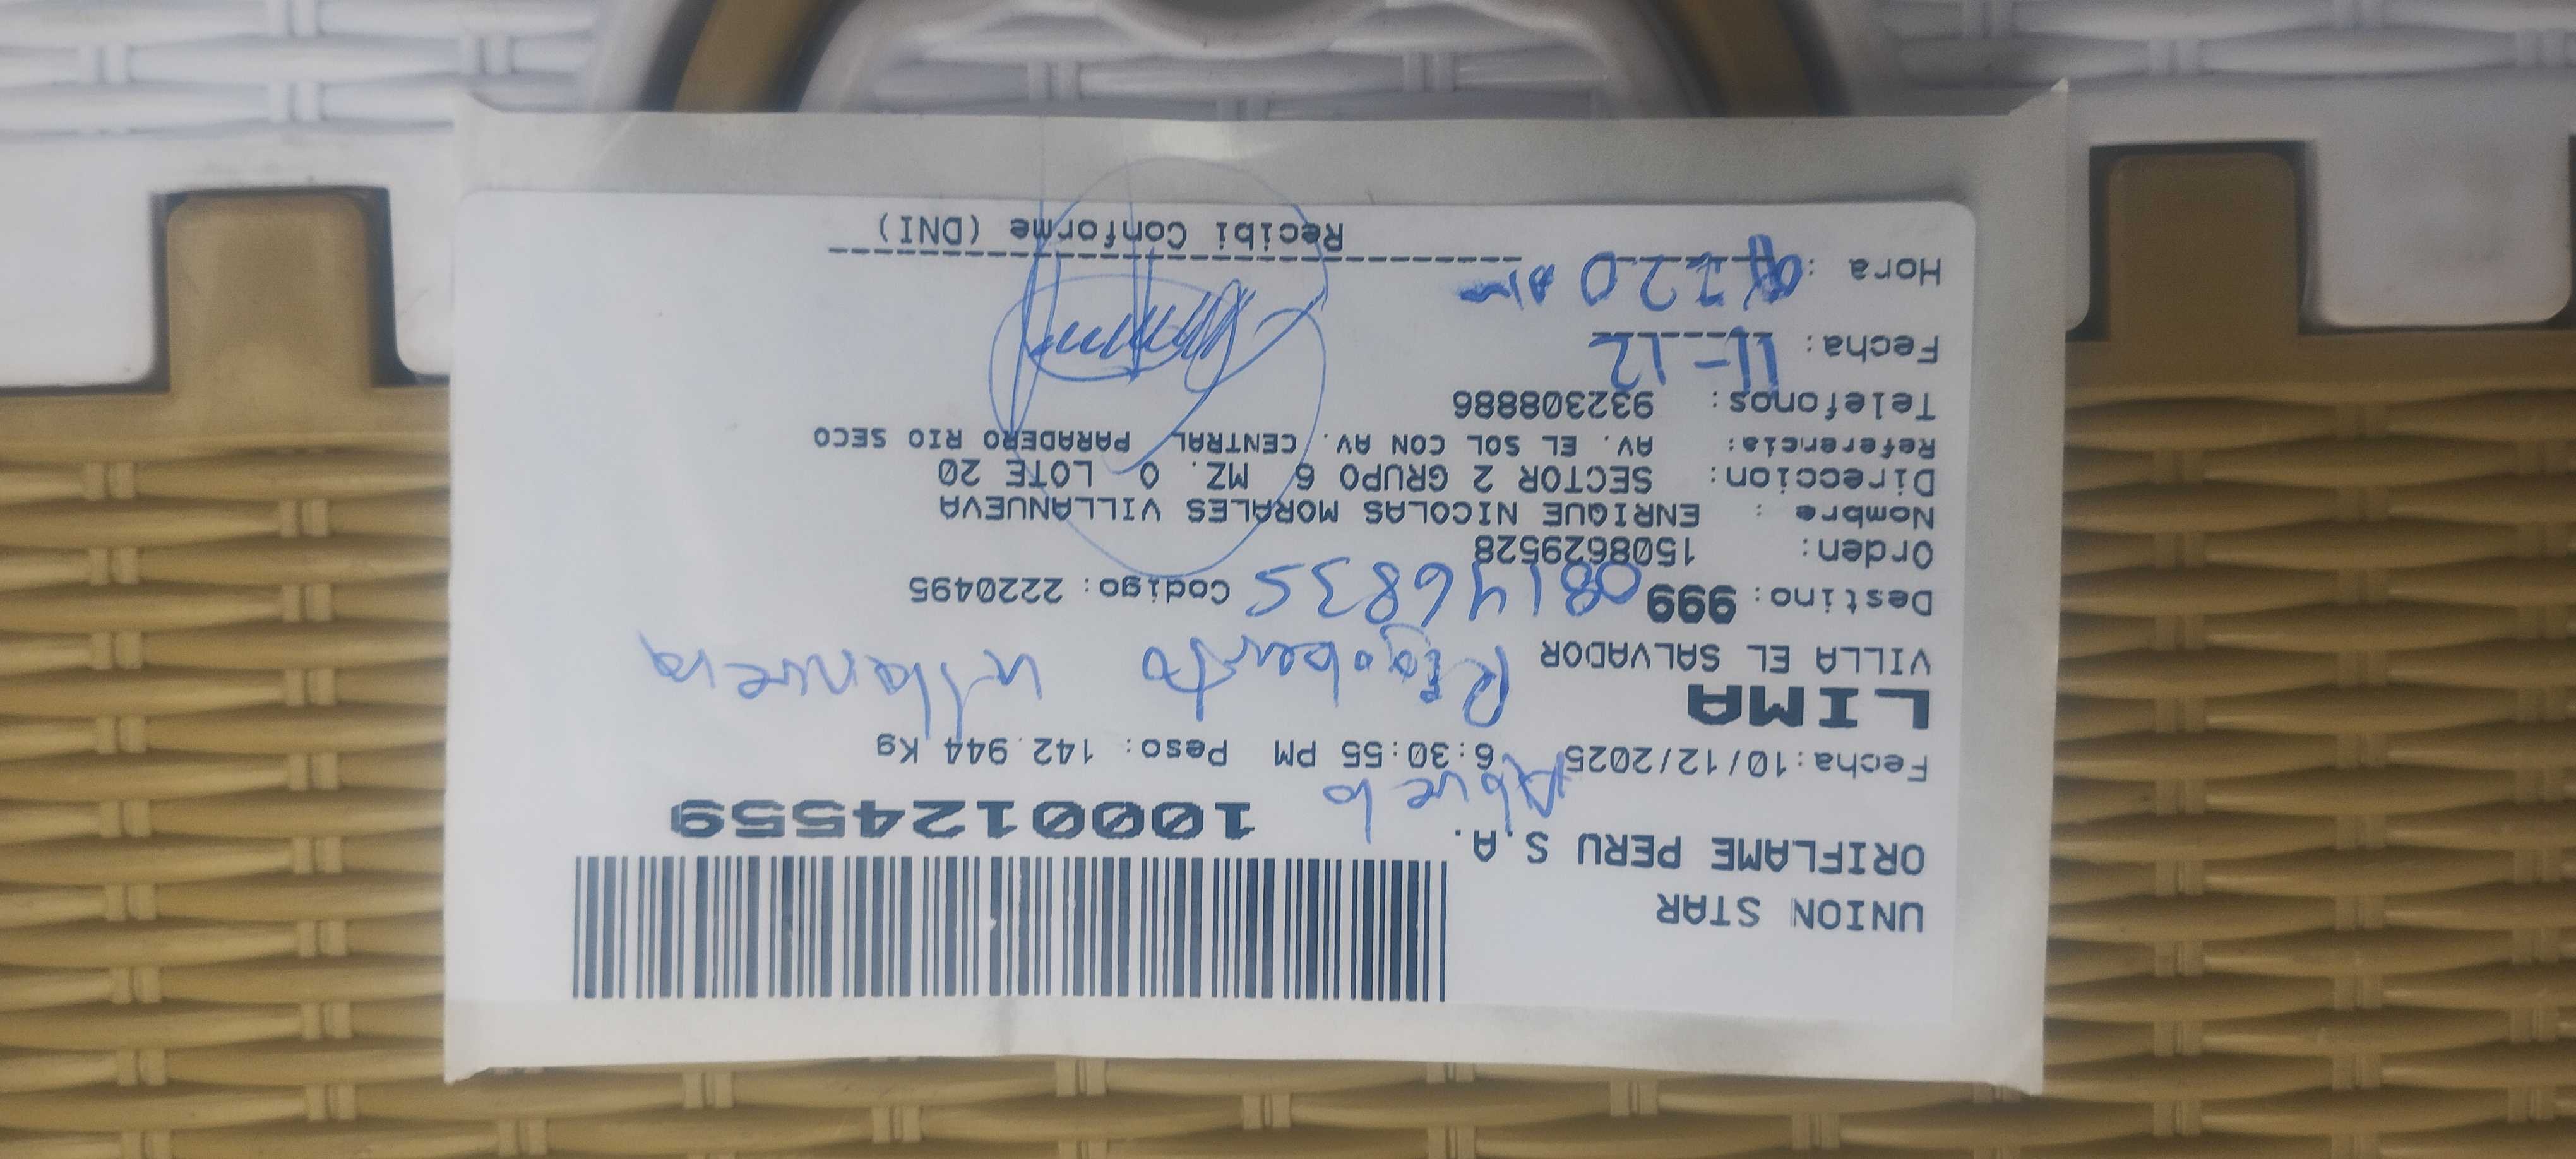 UNION STAR
ORIFLAME PERU S.A.
1000124559
Abuelo
Fecha:10/12/2025 6:30:55 PM Peso: 142.944 Kg
LIMA
VILLA EL SALVADOR
Rigoberto Villanueva
Destino: 999 08146835 Codigo: 2220495
Orden: 1508629528
Nombre : ENRIQUE NICOLAS MORALES VILLANUEVA
Direccion: SECTOR 2 GRUPO 6 MZ. O LOTE 20
Referencia: AV. EL SOL CON AV. CENTRAL PARADERO RIO SECO
Telefonos: 932308886
Fecha: 11-12
Hora :
Recibi Conforme (DNI)